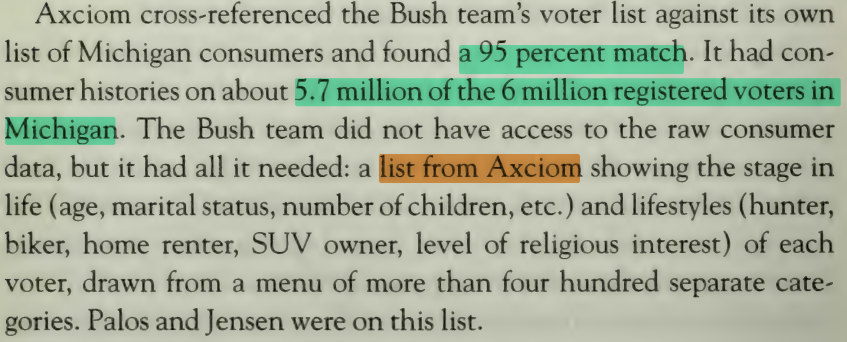 Axciom cross-referenced the Bush team’s voter list against its own
list of Michigan consumers and found a 95 percent match. It had con-
sumer histories on about 5.7 million of the 6 million registered voters in
Michigan. The Bush team did not have access to the raw consumer
data, but it had all it needed: a list from Axciom showing the stage in
life (age, marital status, number of children, etc.) and lifestyles (hunter,
biker, home renter, SUV owner, level of religious interest) of each
voter, drawn from a menu of more than four hundred separate cate-
gories. Palos and Jensen were on this list.